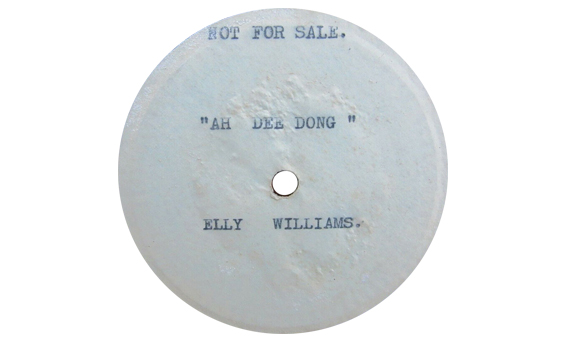 NOT FOR SALE.
"AH DEE DONG "
ELLY WILLIAMS.